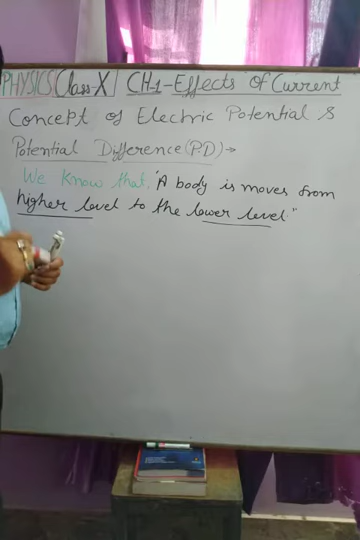 PHYSICS Class-X CH-1-Effects Of Current
Concept of Electric Potential &
Potential Difference (P.D)→
We Know that, "A body is moves from
higher level to the lower level."